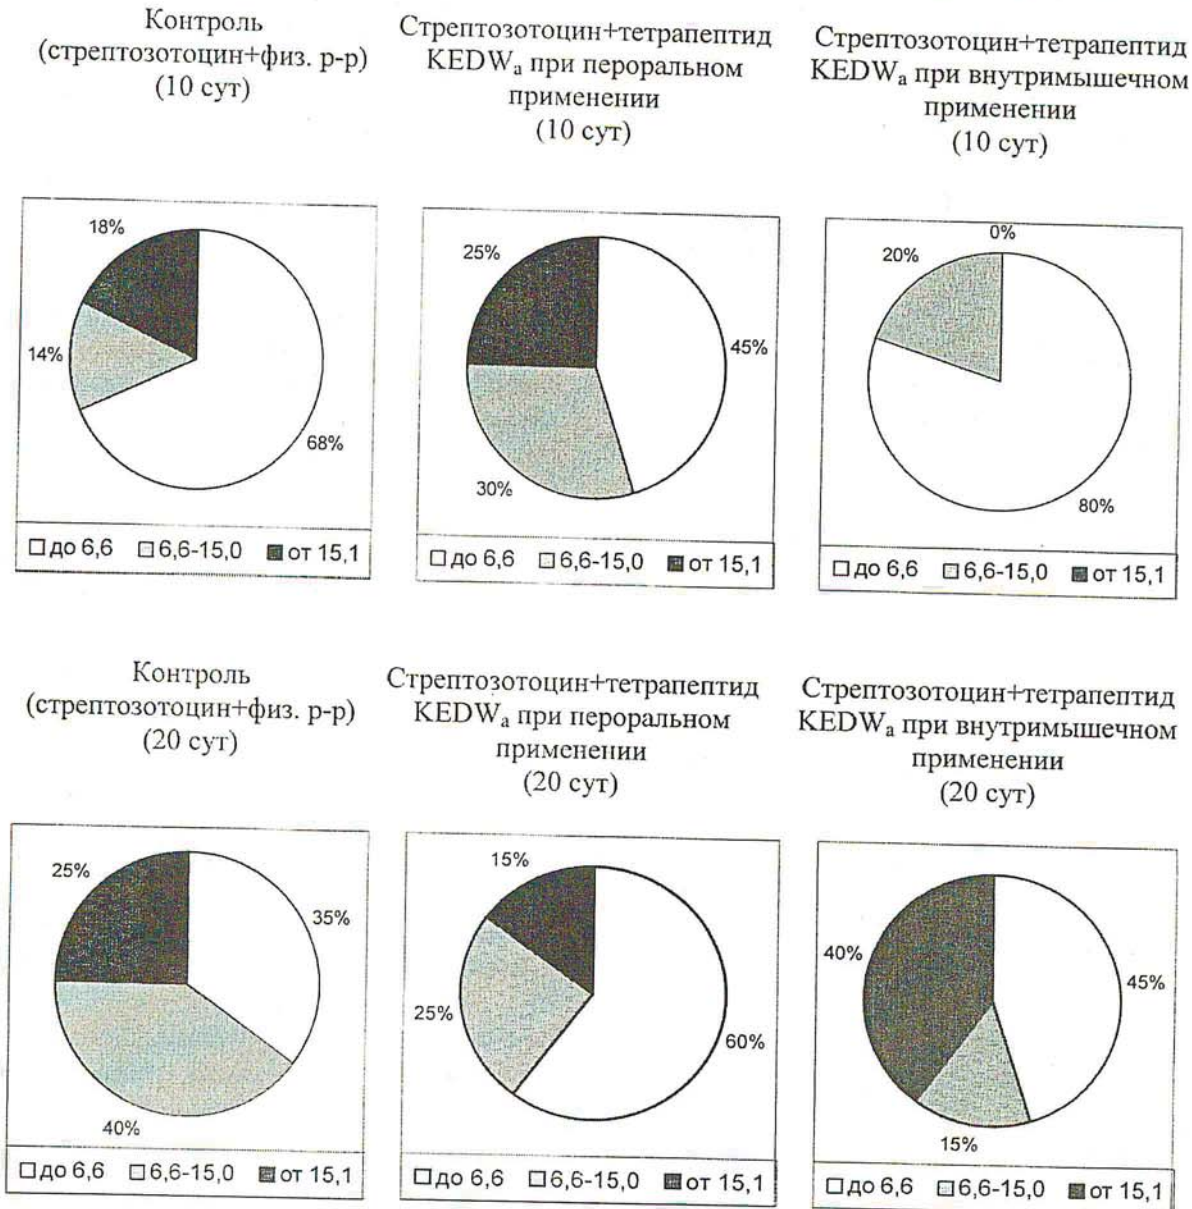 Контроль
(стрептозотоцин+физ. р-р)
(10 сут)
Стрептозотоцин+тетрапептид
KEDWa при пероральном
применении
(10 сут)
Стрептозотоцин+тетрапептид
KEDWa при внутримышечном
применении
(10 сут)
18%
14%
68%
до 6,6 6,6-15,0 от 15,1
25%
45%
30%
до 6,6 6,6-15,0 от 15,1
0%
20%
80%
до 6,6 6,6-15,0 от 15,1
Контроль
(стрептозотоцин+физ. р-р)
(20 сут)
Стрептозотоцин+тетрапептид
KEDWa при пероральном
применении
(20 сут)
Стрептозотоцин+тетрапептид
KEDWa при внутримышечном
применении
(20 сут)
25%
35%
40%
до 6,6 6,6-15,0 от 15,1
15%
25%
60%
до 6,6 6,6-15,0 от 15,1
40%
45%
15%
до 6,6 6,6-15,0 от 15,1